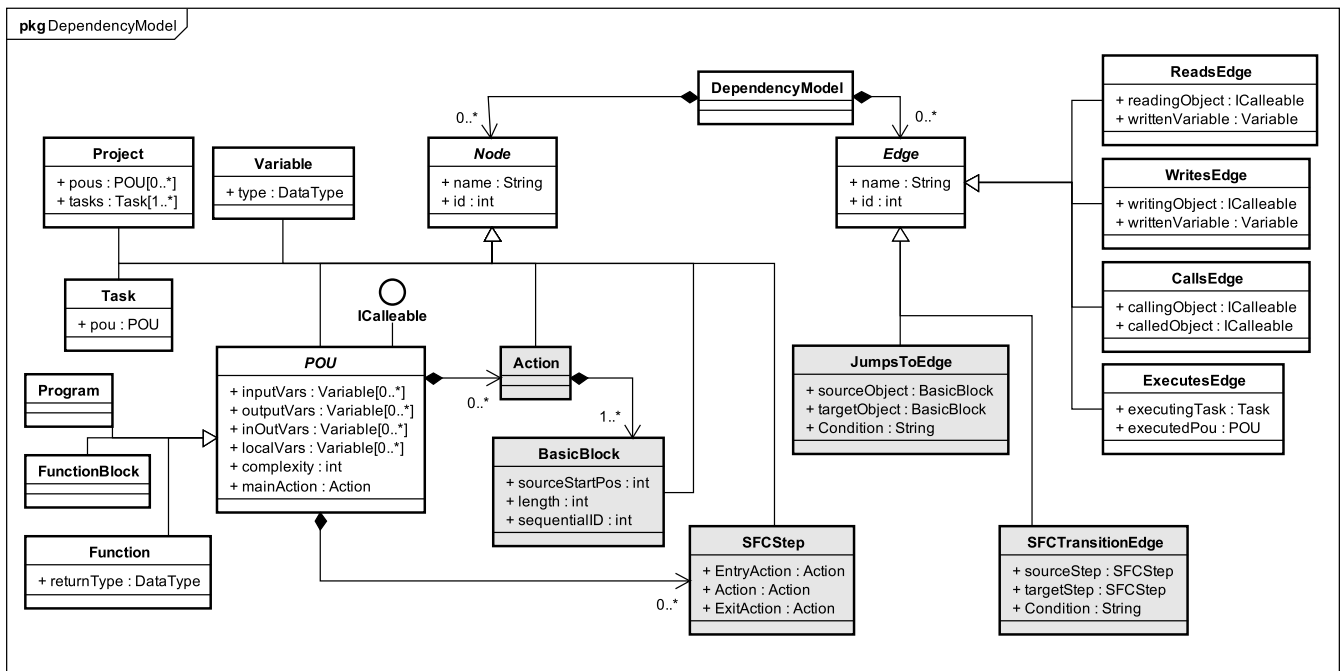 pkg DependencyModel
DependencyModel
0..*
0..*
Node
+ name : String
+ id : int
Edge
+ name : String
+ id : int
ReadsEdge
+ readingObject : ICalleable
+ writtenVariable : Variable
WritesEdge
+ writingObject : ICalleable
+ writtenVariable : Variable
CallsEdge
+ callingObject : ICalleable
+ calledObject : ICalleable
ExecutesEdge
+ executingTask : Task
+ executedPou : POU
Project
+ pous : POU[0..*]
+ tasks : Task[1..*]
Variable
+ type : DataType
Task
+ pou : POU
ICalleable
POU
+ inputVars : Variable[0..*]
+ outputVars : Variable[0..*]
+ inOutVars : Variable[0..*]
+ localVars : Variable[0..*]
+ complexity : int
+ mainAction : Action
0..*
Action
1..*
BasicBlock
+ sourceStartPos : int
+ length : int
+ sequentialID : int
JumpsToEdge
+ sourceObject : BasicBlock
+ targetObject : BasicBlock
+ Condition : String
Program
FunctionBlock
Function
+ returnType : DataType
0..*
SFCStep
+ EntryAction : Action
+ Action : Action
+ ExitAction : Action
SFCTransitionEdge
+ sourceStep : SFCStep
+ targetStep : SFCStep
+ Condition : String